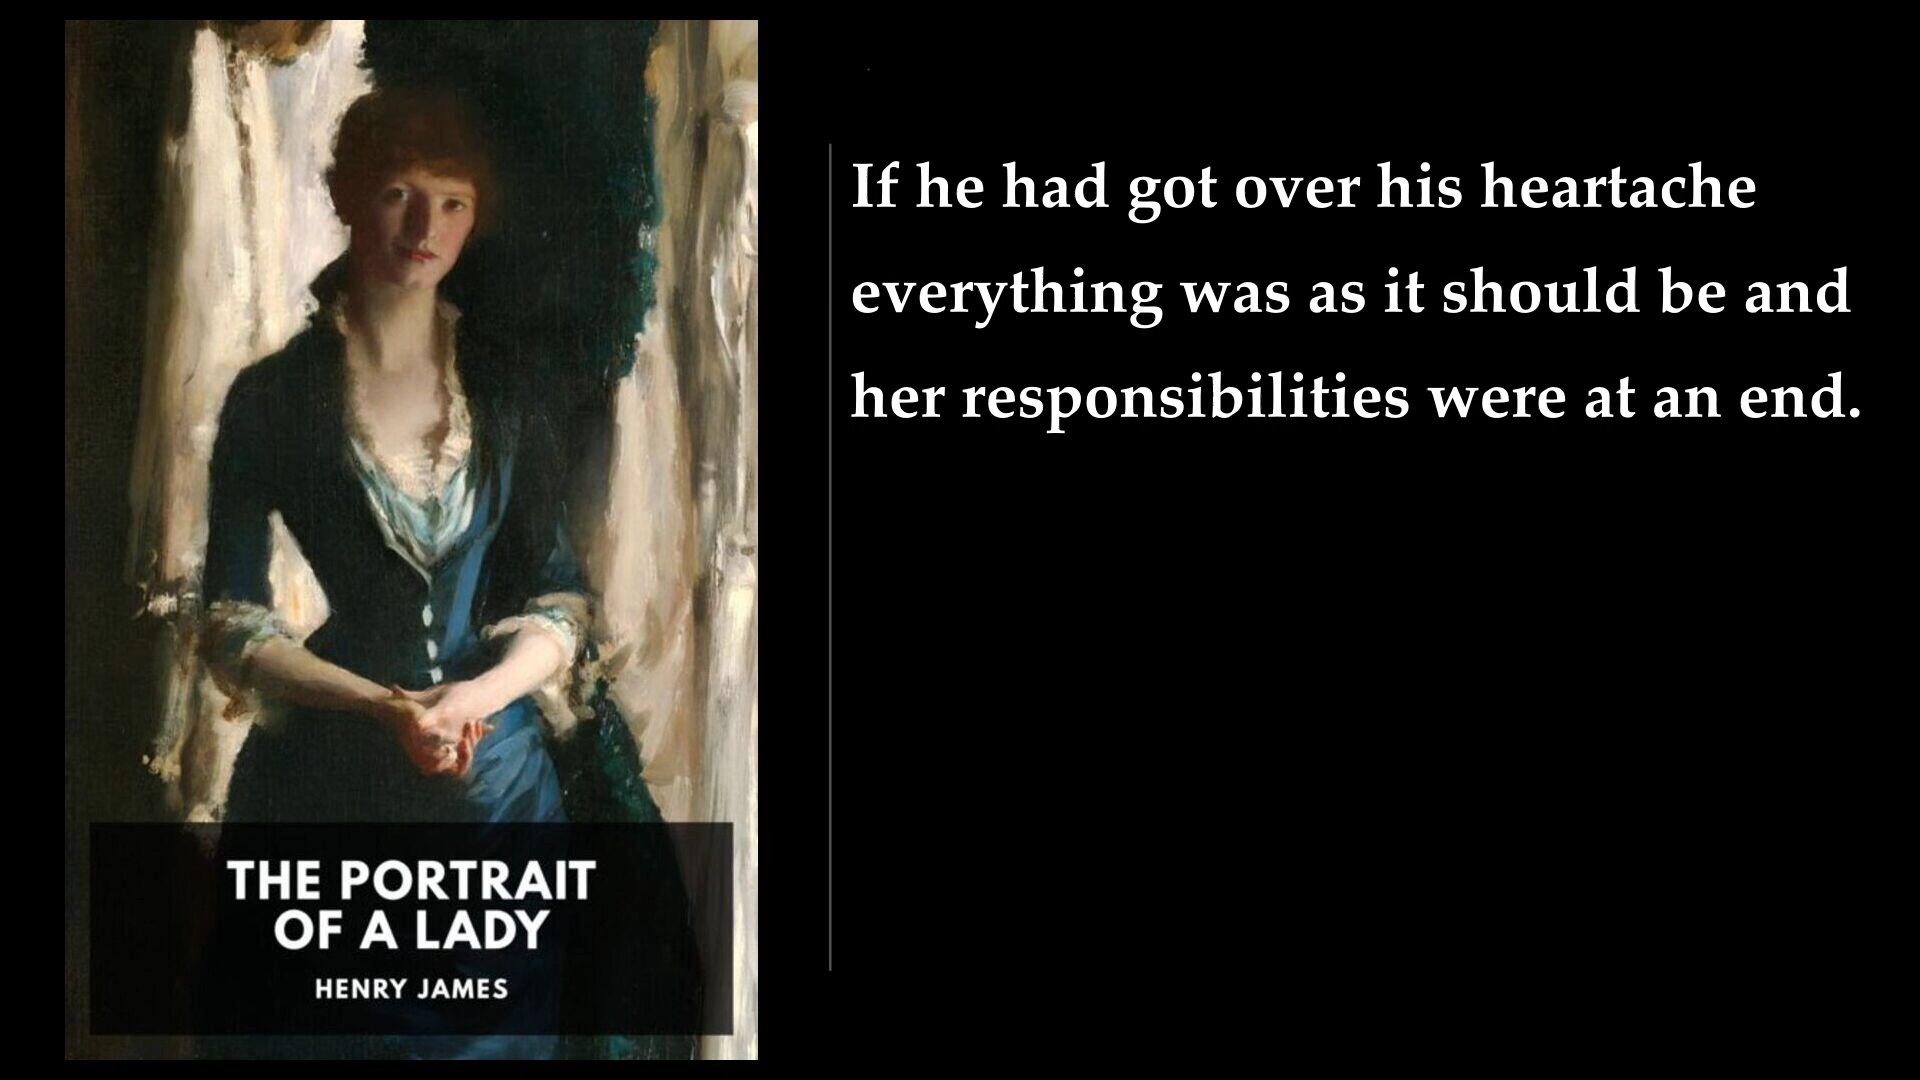 If he had got over his heartache
everything was as it should be and
her responsibilities were at an end.
THE PORTRAIT
OF A LADY
HENRY JAMES